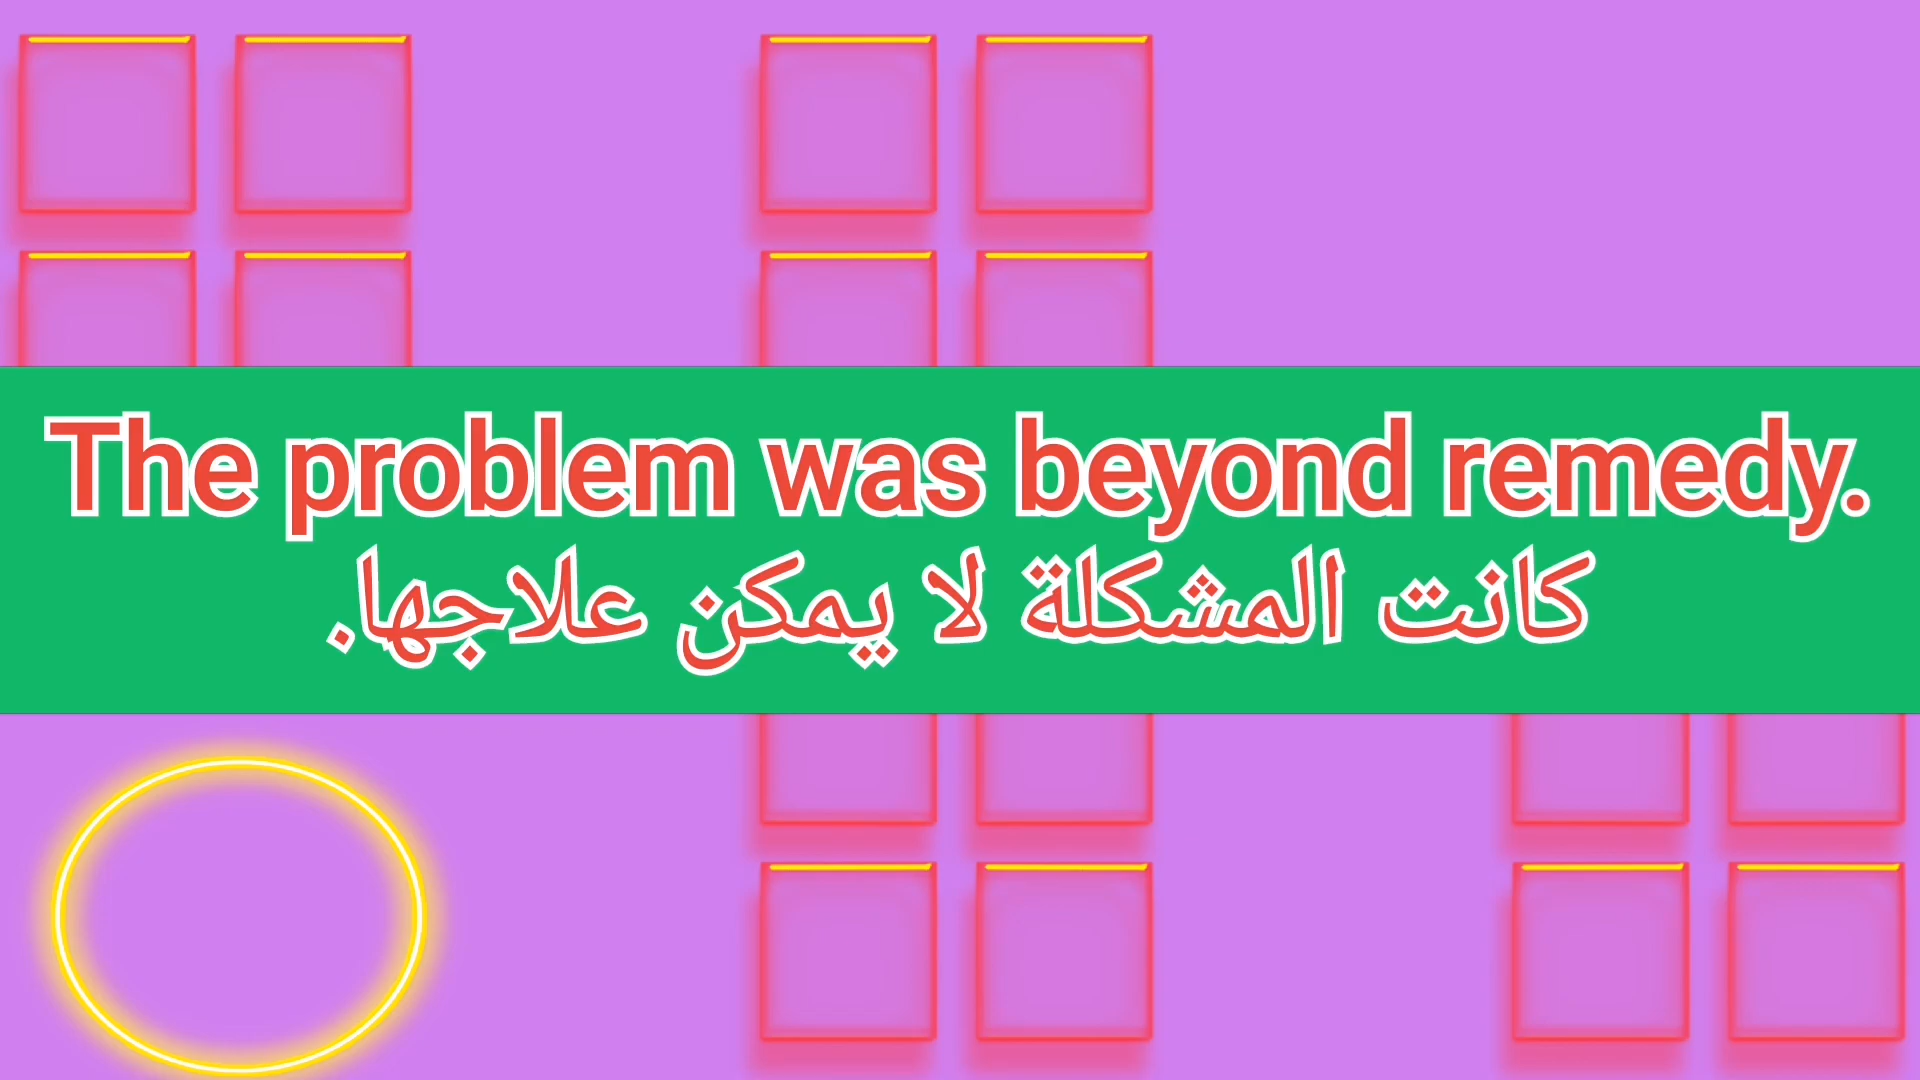 The problem was beyond remedy.
كانت المشكلة لا يمكن علاجها.